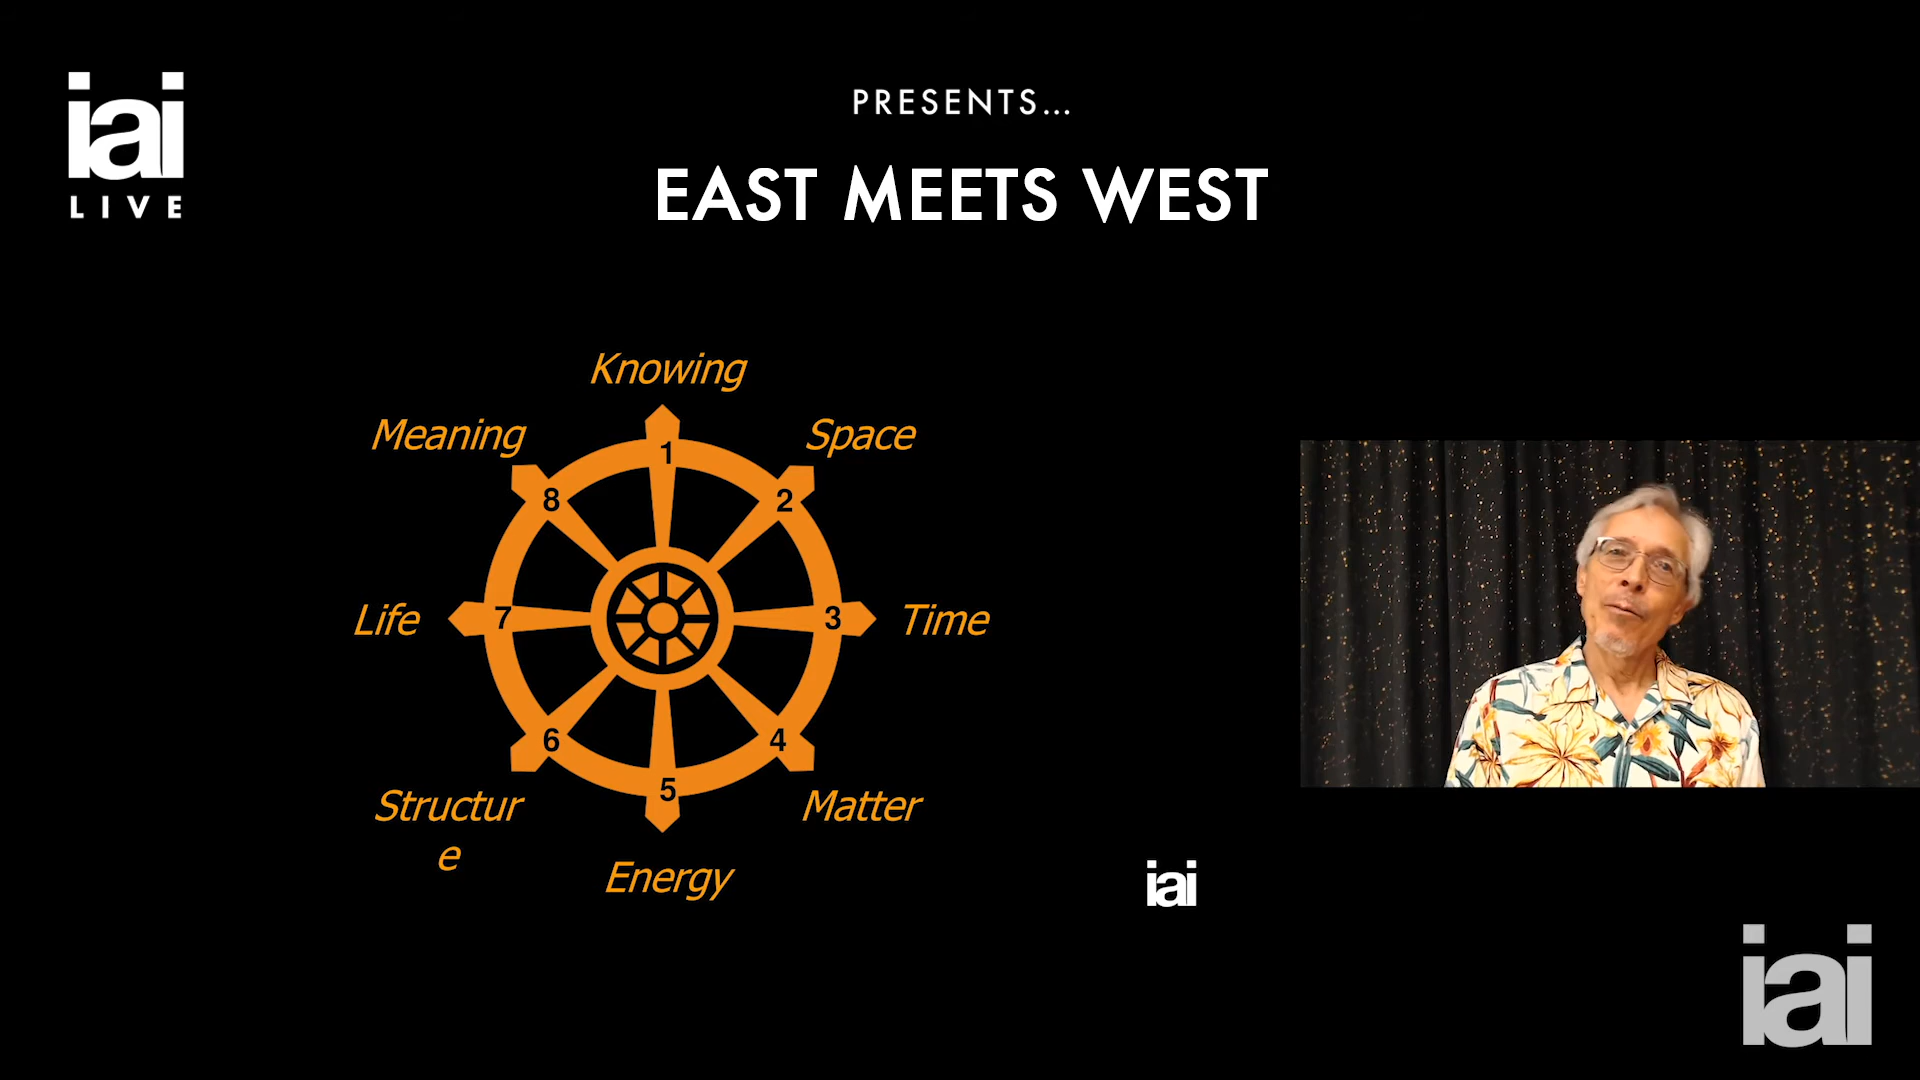 iai
LIVE
PRESENTS...
EAST MEETS WEST
Knowing
Meaning
Space
1
8
2
Life
7
3
Time
6
4
5
Structur
e
Matter
Energy
iai
iai